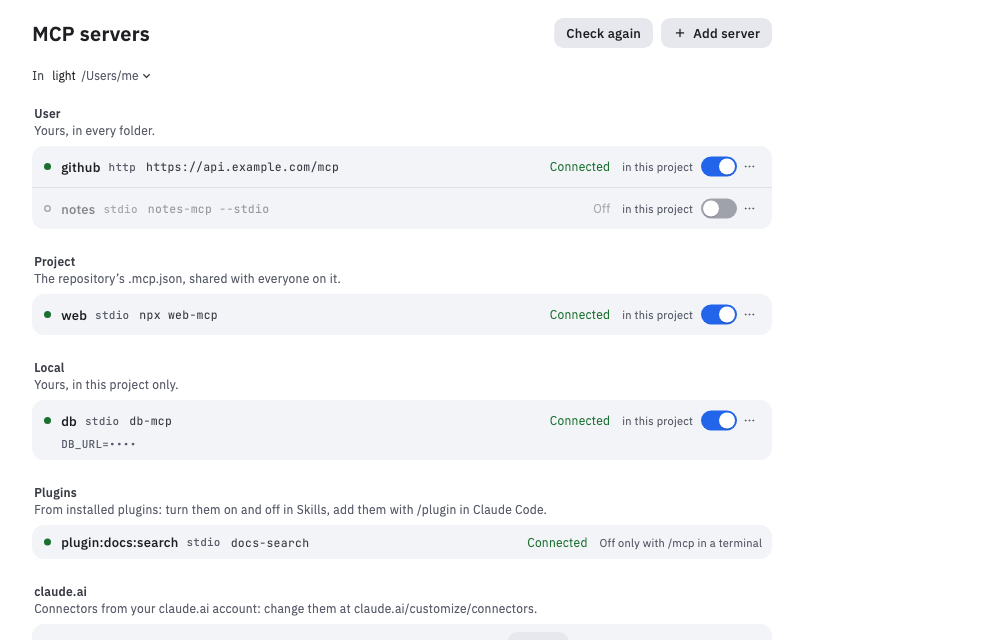 MCP servers
Check again
+ Add server
In light /Users/me
User
Yours, in every folder.
github http https://api.example.com/mcp Connected in this project ···
notes stdio notes-mcp --stdio Off in this project ···
Project
The repository’s .mcp.json, shared with everyone on it.
web stdio npx web-mcp Connected in this project ···
Local
Yours, in this project only.
db stdio db-mcp Connected in this project ···
DB_URL=••••
Plugins
From installed plugins: turn them on and off in Skills, add them with /plugin in Claude Code.
plugin:docs:search stdio docs-search Connected Off only with /mcp in a terminal
claude.ai
Connectors from your claude.ai account: change them at claude.ai/customize/connectors.